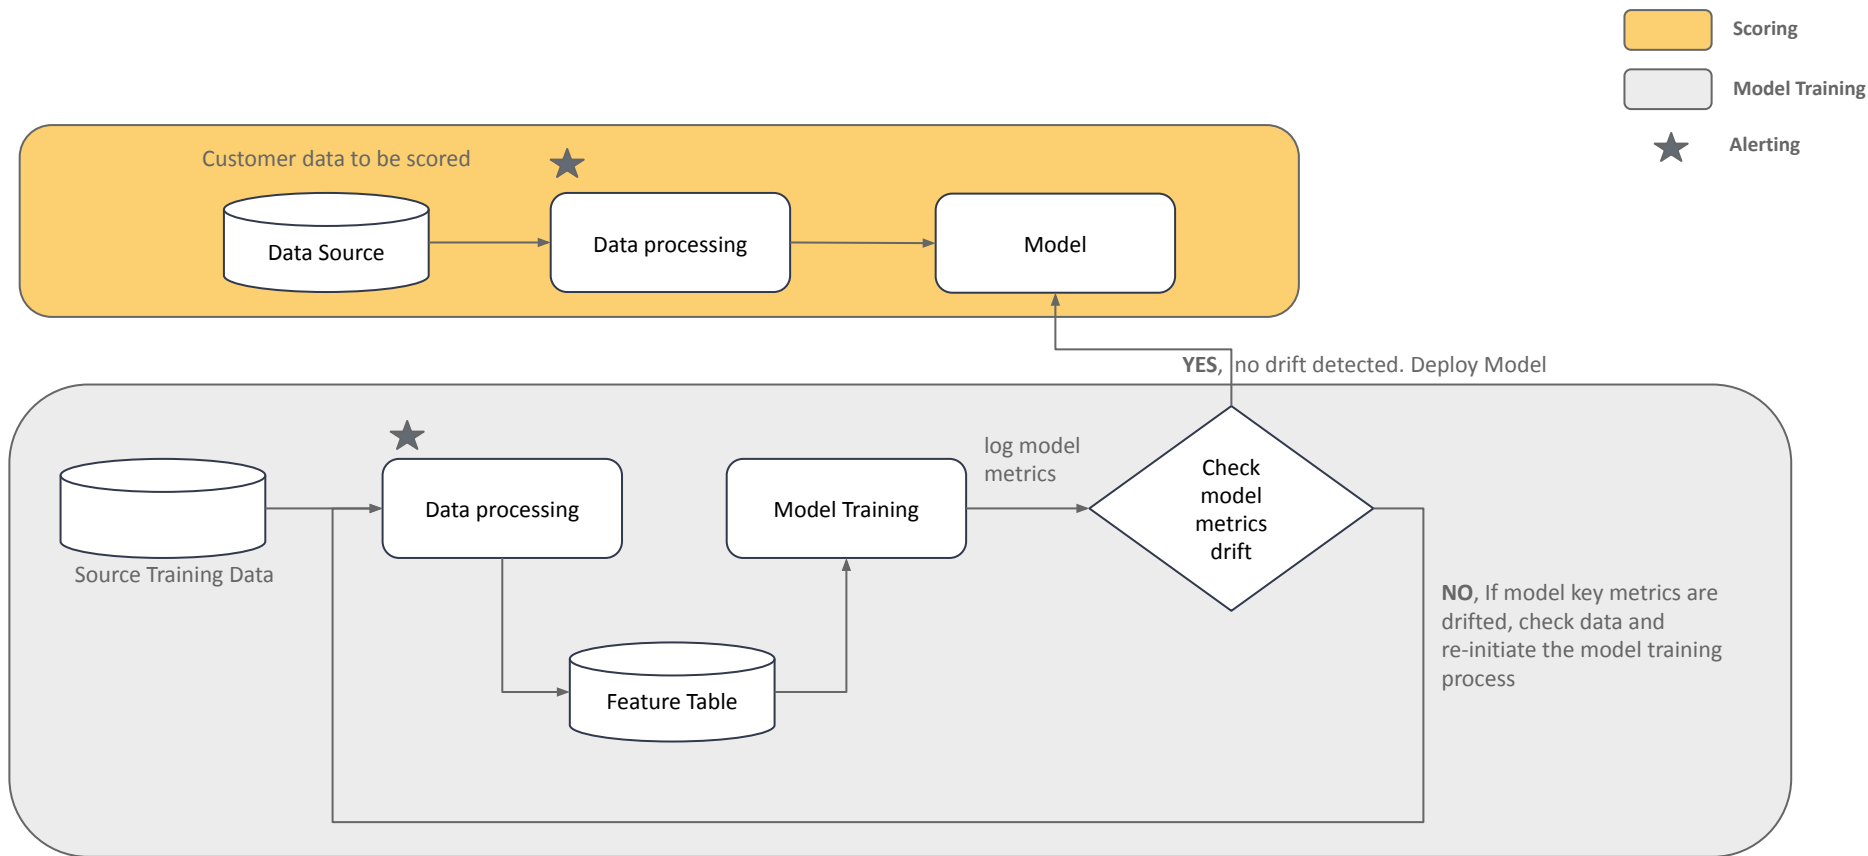 Scoring
Model Training
Alerting
Customer data to be scored
Data Source
Data processing
Model
YES, no drift detected. Deploy Model
Data processing
Model Training
log model
metrics
Check
model
metrics
drift
Source Training Data
Feature Table
NO, If model key metrics are
drifted, check data and
re-initiate the model training
process